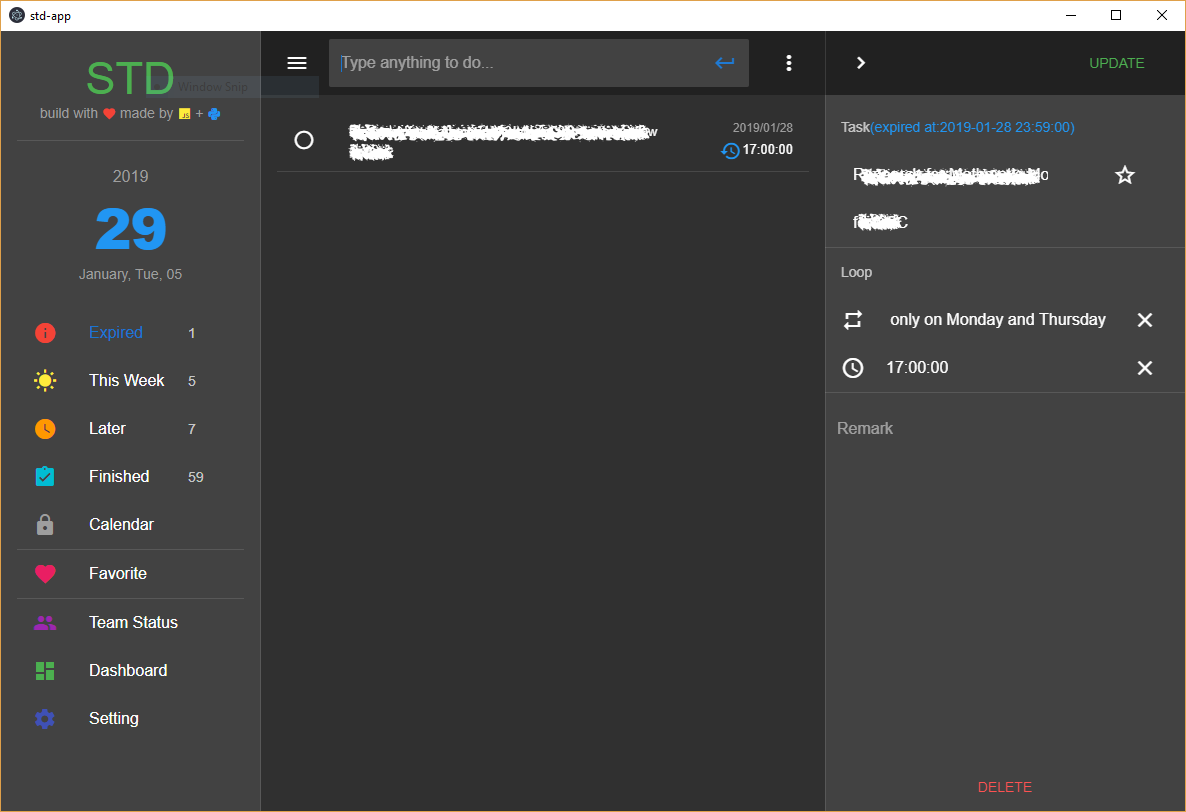 std-app
STD
Window Snip
build with made by JS +
2019
29
January, Tue, 05
Expired 1
This Week 5
Later 7
Finished 59
Calendar
Favorite
Team Status
Dashboard
Setting
Type anything to do...
2019/01/28
17:00:00
UPDATE
Task(expired at:2019-01-28 23:59:00)
Loop
only on Monday and Thursday
17:00:00
Remark
DELETE